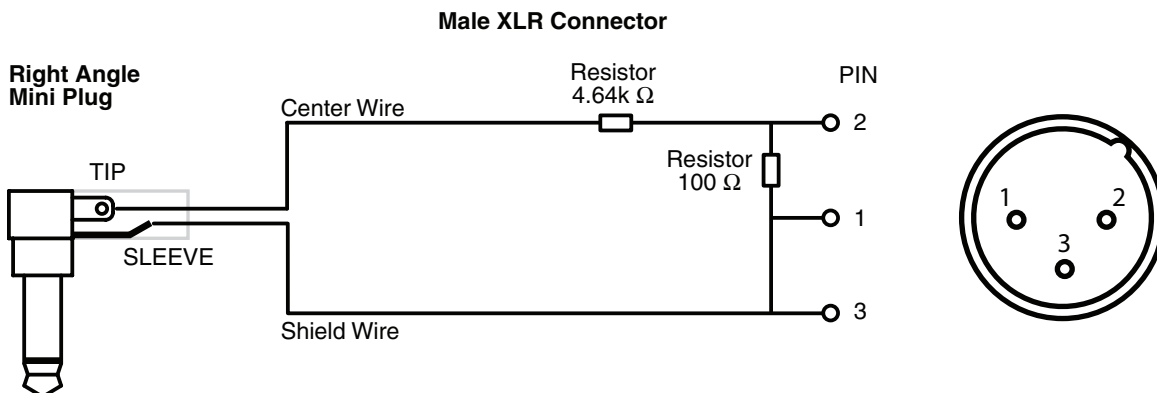 Male XLR Connector
Right Angle
Mini Plug
Resistor
4.64k Ω
PIN
Center Wire
2
TIP
Resistor
100 Ω
1
SLEEVE
Shield Wire
3
1
2
3